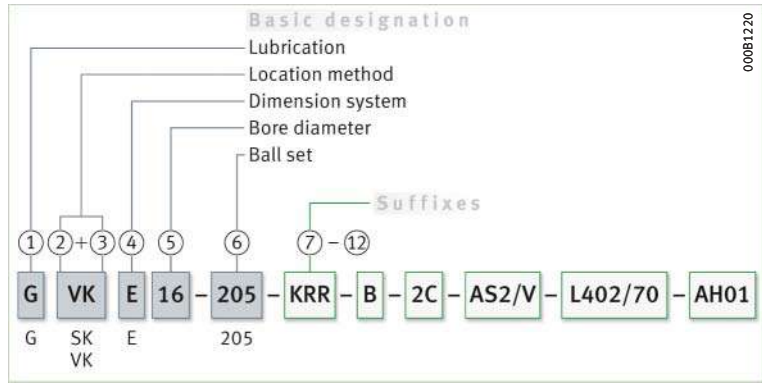 Basic designation
Lubrication
Location method
Dimension system
Bore diameter
Ball set
Suffixes
① ②+③ ④ ⑤ ⑥ ⑦–⑫
G VK E 16 – 205 – KRR – B – 2C – AS2/V – L402/70 – AH01
G SK E 205
VK
000B1220